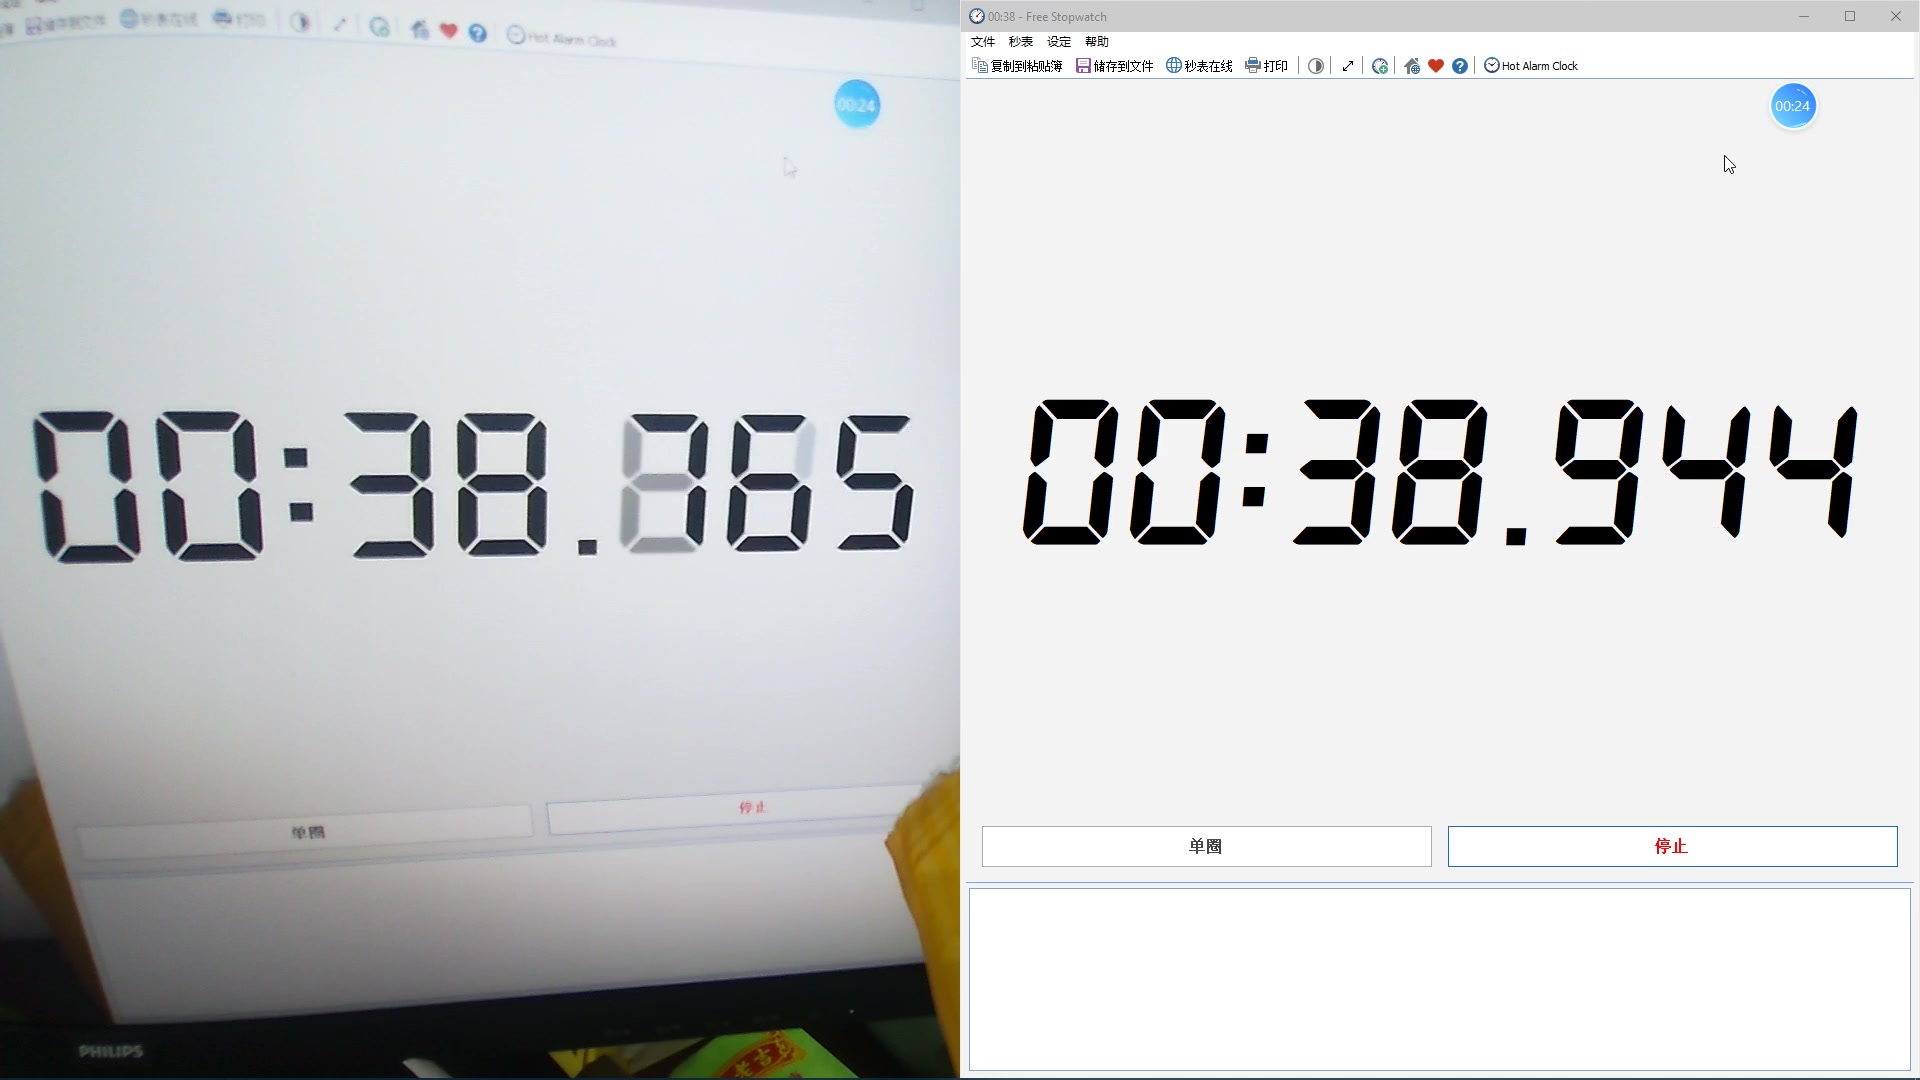 储存到文件 秒表在线 打印 Hot Alarm Clock
00:24
00:38.765
单圈 停止
PHILIPS
老吉
00:38 - Free Stopwatch
文件 秒表 设定 帮助
复制到粘贴簿 储存到文件 秒表在线 打印 Hot Alarm Clock
00:24
00:38.944
单圈 停止